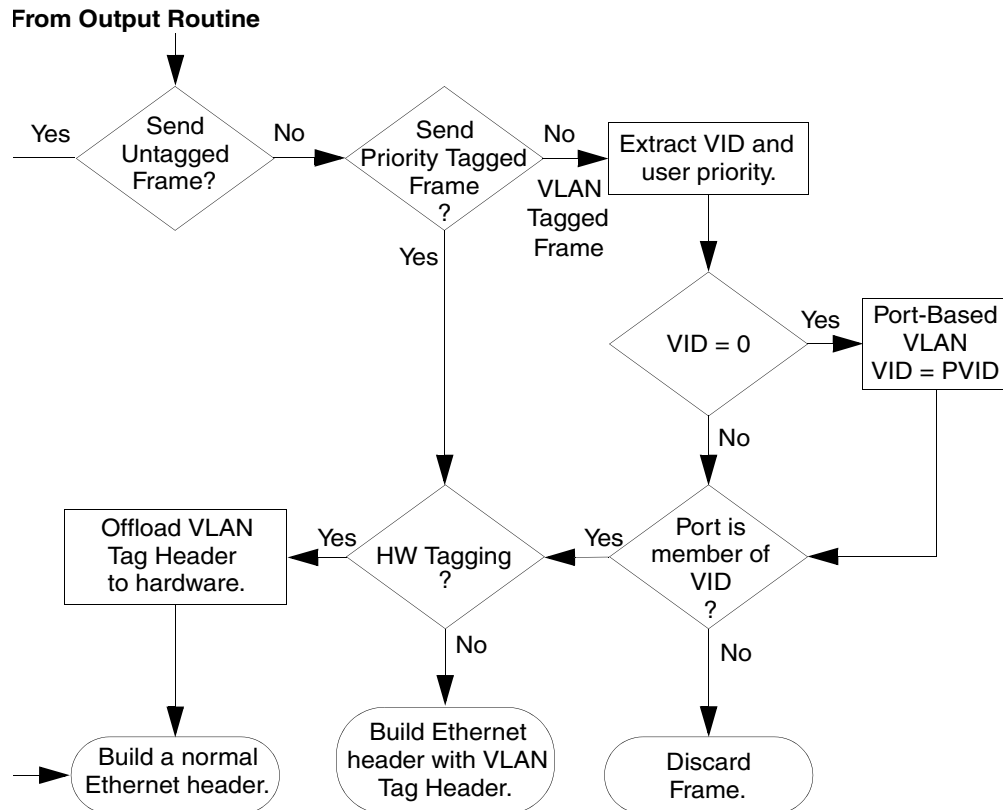 From Output Routine
Yes
Send
Untagged
Frame?
No
Send
Priority Tagged
Frame
?
No
VLAN
Tagged
Frame
Extract VID and
user priority.
Yes
VID = 0
Yes
Port-Based
VLAN
VID = PVID
No
Offload VLAN
Tag Header
to hardware.
Yes
HW Tagging
?
Yes
Port is
member of
VID
?
No
No
Build a normal
Ethernet header.
Build Ethernet
header with VLAN
Tag Header.
Discard
Frame.